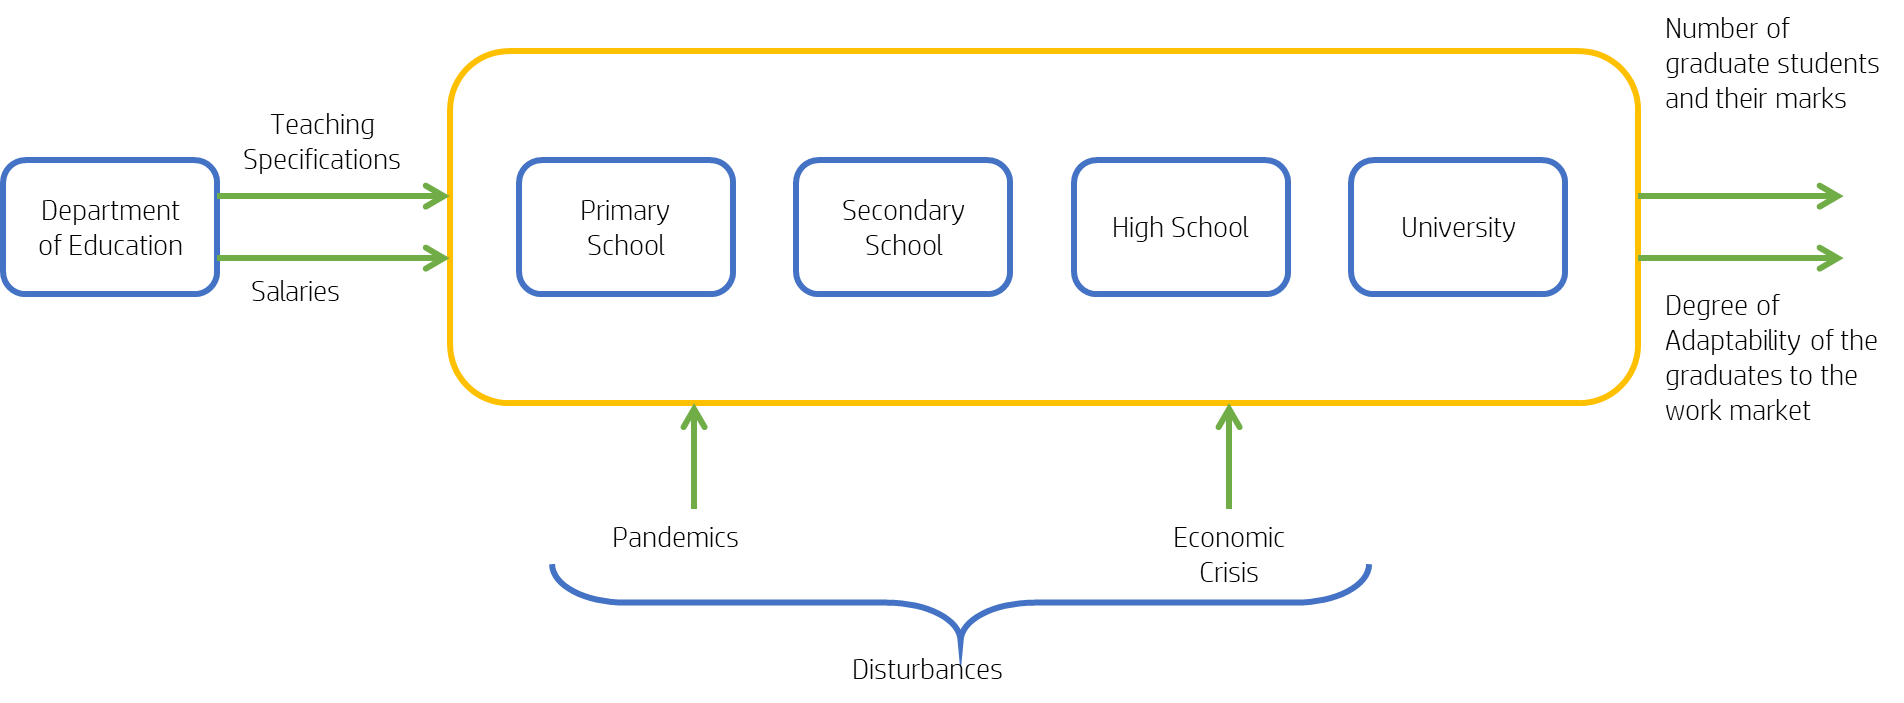 Number of
graduate students
and their marks
Teaching
Specifications
Department
of Education
Primary
School
Secondary
School
High School
University
Salaries
Degree of
Adaptability of the
graduates to the
work market
Pandemics
Economic
Crisis
Disturbances